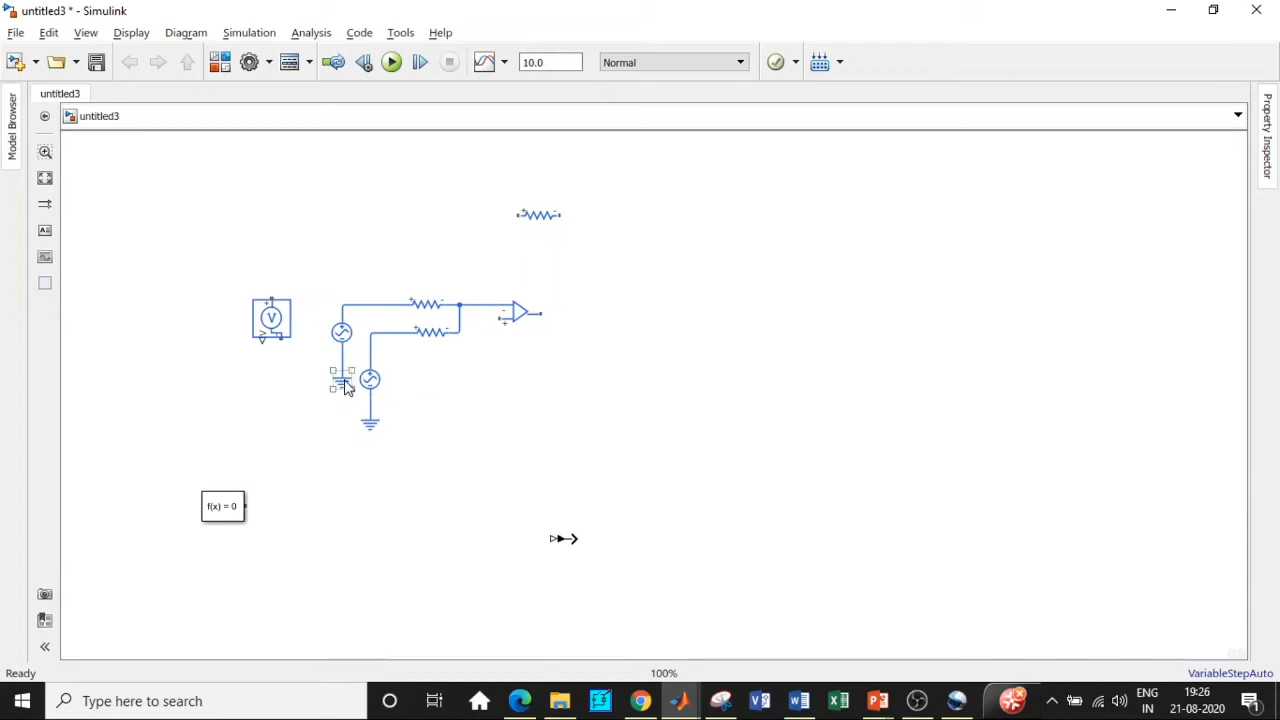 untitled3 * - Simulink
File Edit View Display Diagram Simulation Analysis Code Tools Help
10.0 Normal
untitled3
untitled3
Model Browser
Property Inspector
V
f(x) = 0
Ready 100% VariableStepAuto
Type here to search
ENG 19:26
IN 21-08-2020